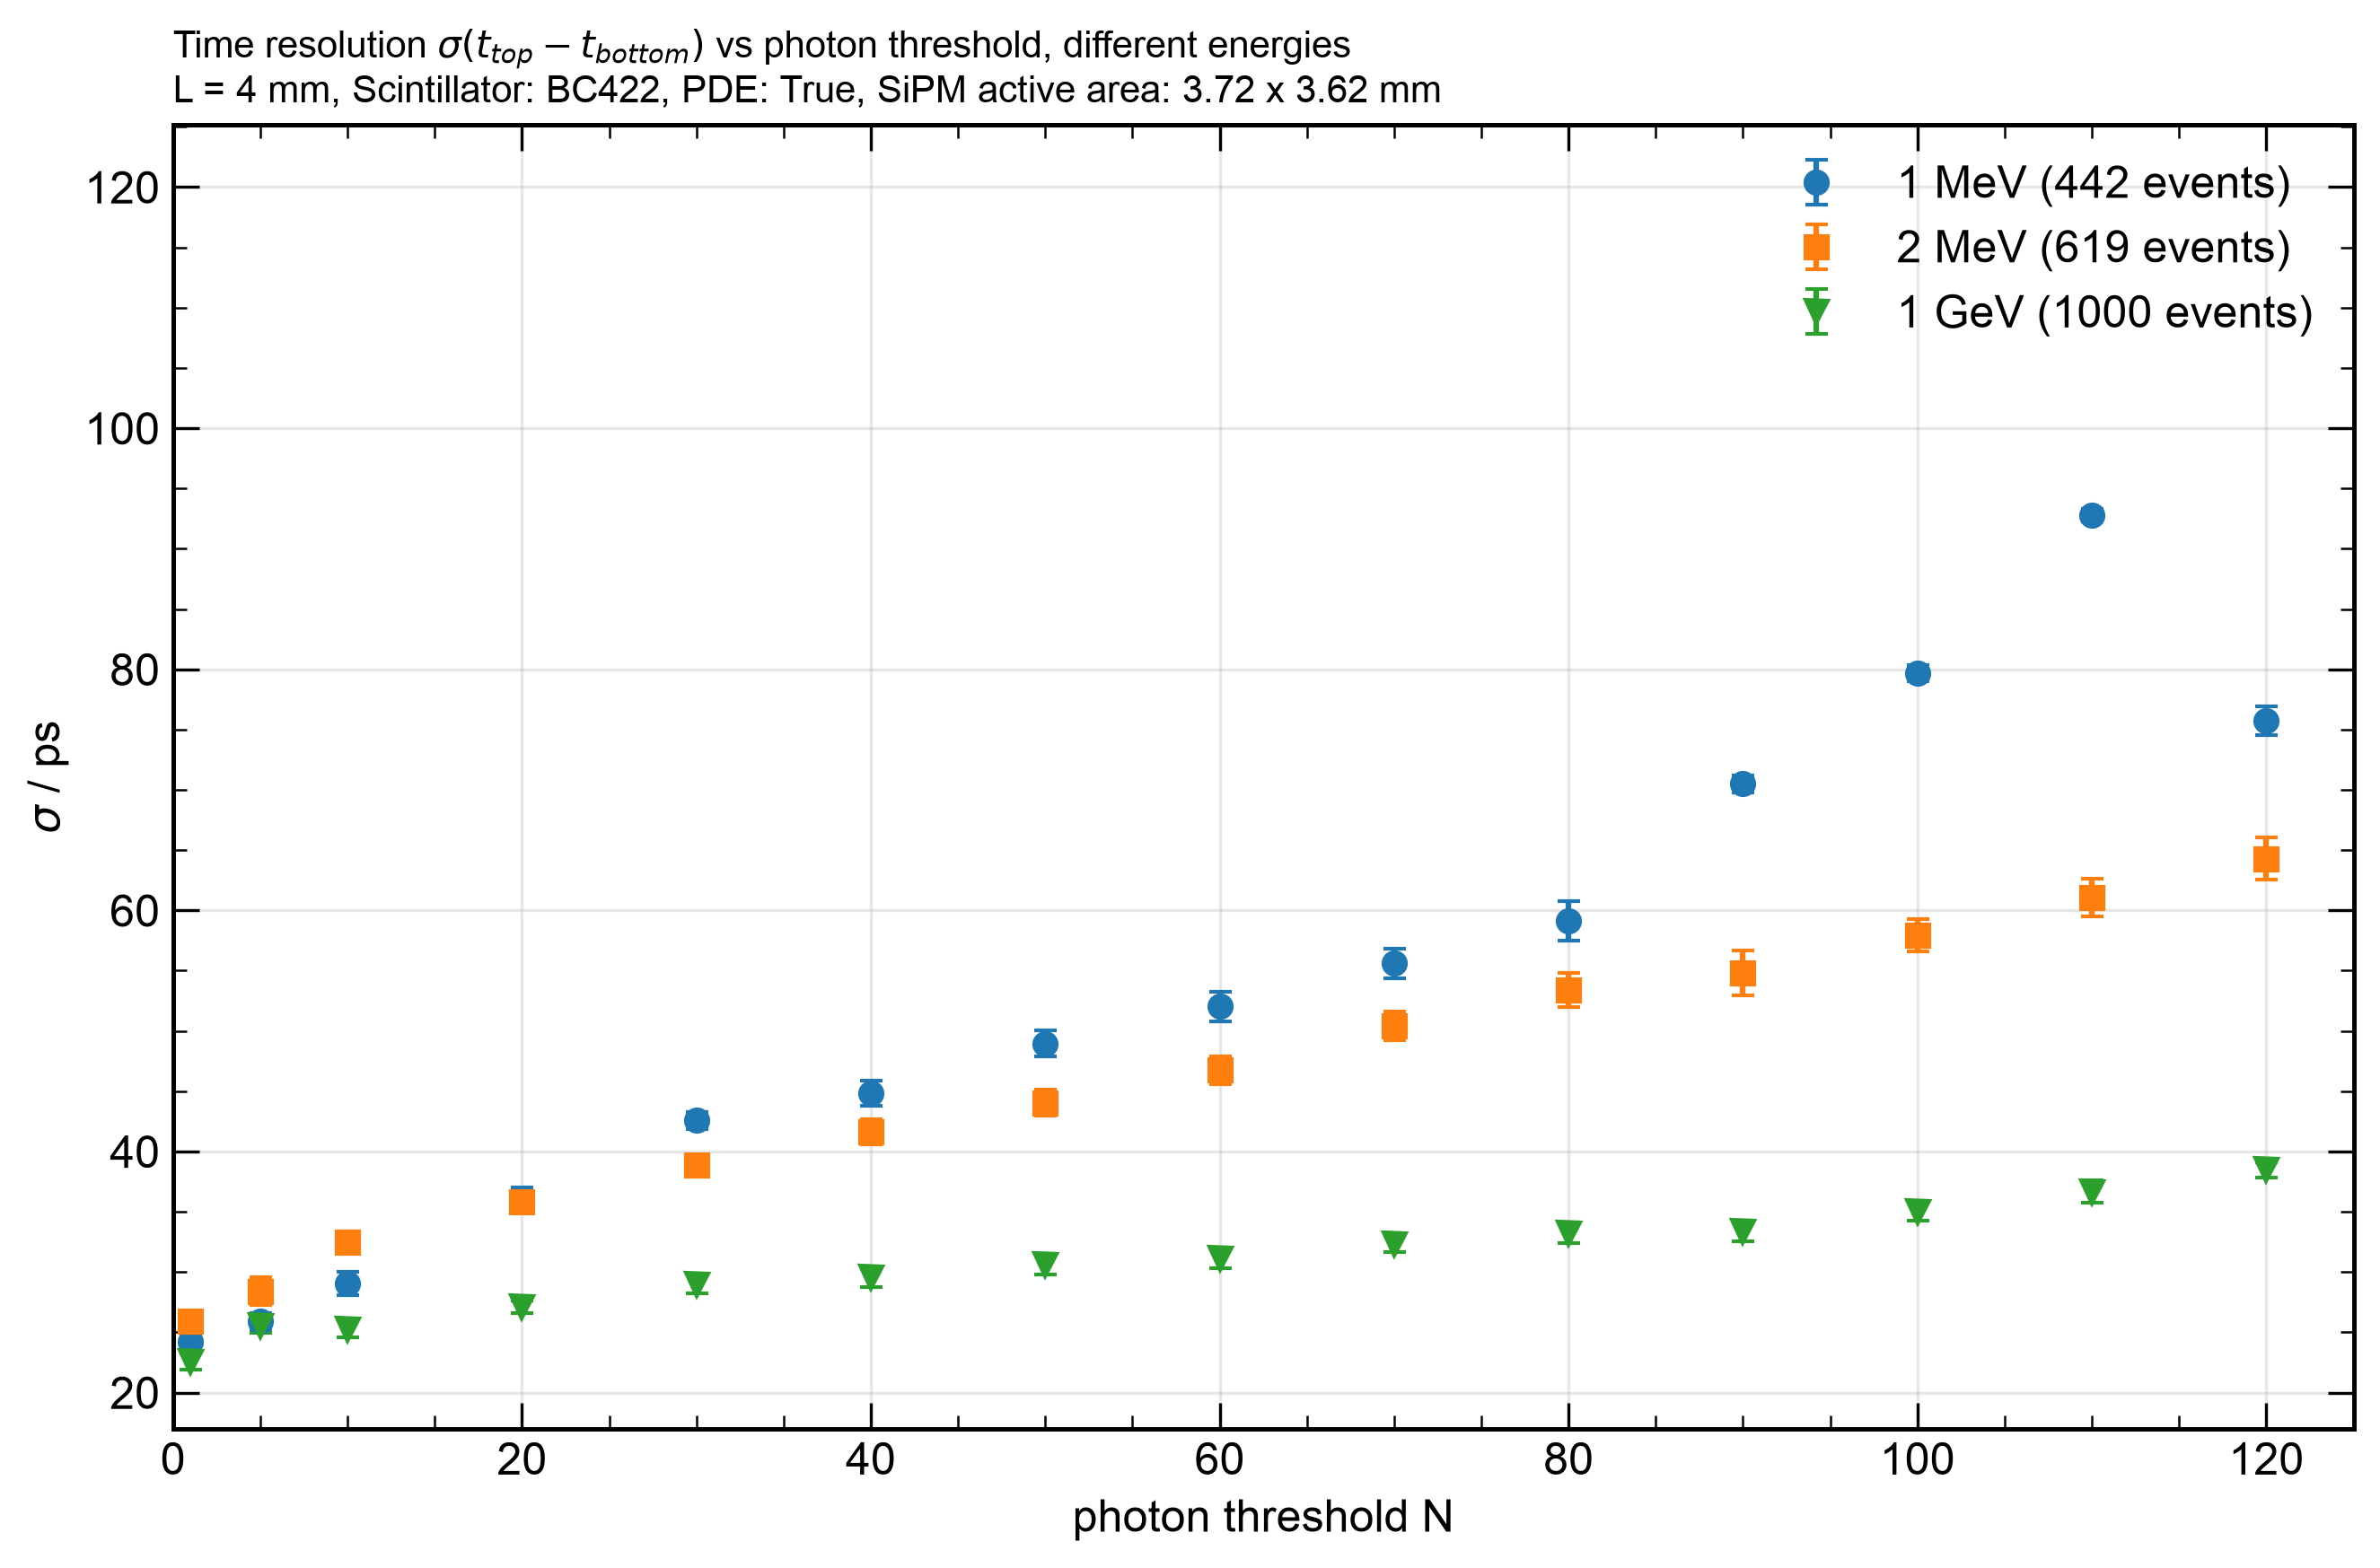 Time resolution σ(t_top − t_bottom) vs photon threshold, different energies
L = 4 mm, Scintillator: BC422, PDE: True, SiPM active area: 3.72 x 3.62 mm
1 MeV (442 events)
2 MeV (619 events)
1 GeV (1000 events)
120
100
80
60
40
20
σ / ps
0 20 40 60 80 100 120
photon threshold N